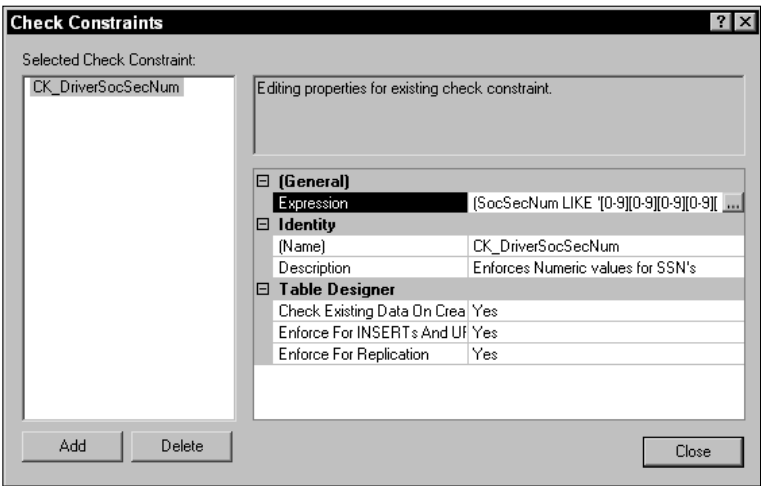 Check Constraints
Selected Check Constraint:
CK_DriverSocSecNum
Editing properties for existing check constraint.
(General)
Expression (SocSecNum LIKE '[0-9][0-9][0-9][0-9][ ...
Identity
(Name) CK_DriverSocSecNum
Description Enforces Numeric values for SSN's
Table Designer
Check Existing Data On Crea Yes
Enforce For INSERTs And UF Yes
Enforce For Replication Yes
Add Delete Close